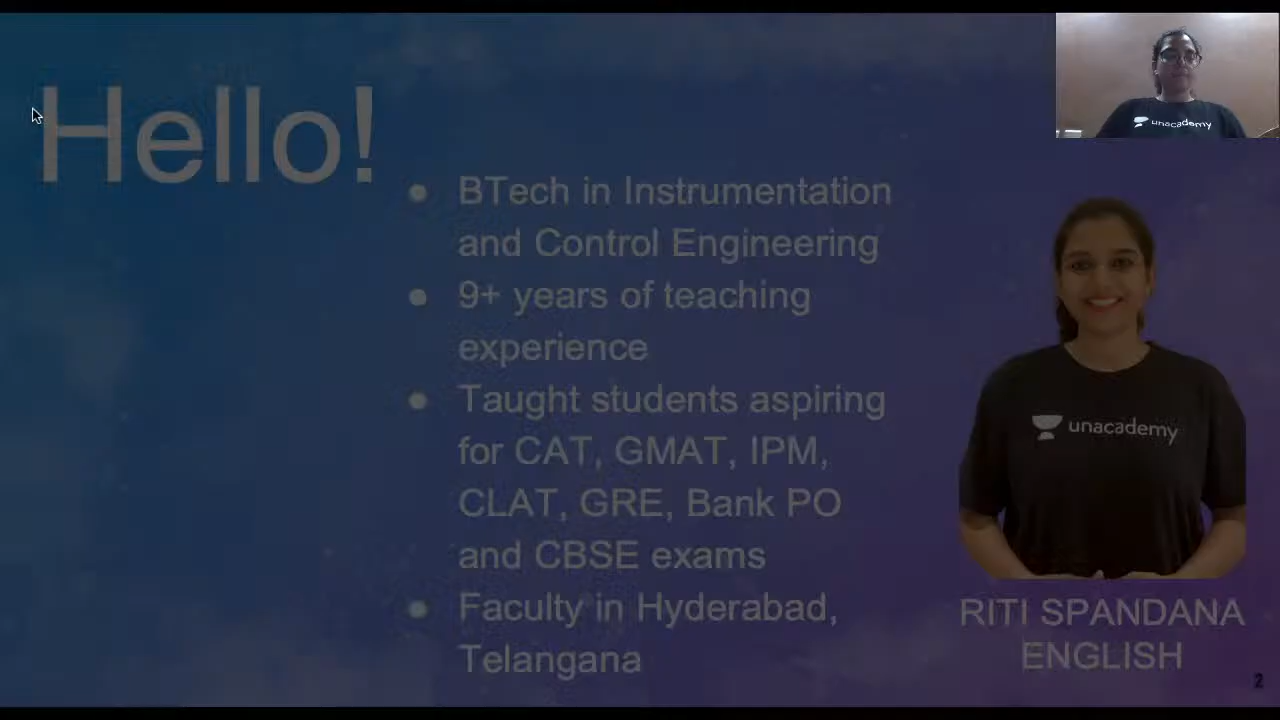 unacademy
Hello!
BTech in Instrumentation
and Control Engineering
9+ years of teaching
experience
Taught students aspiring
for CAT, GMAT, IPM,
CLAT, GRE, Bank PO
and CBSE exams
Faculty in Hyderabad,
Telangana
unacademy
RITI SPANDANA
ENGLISH
2